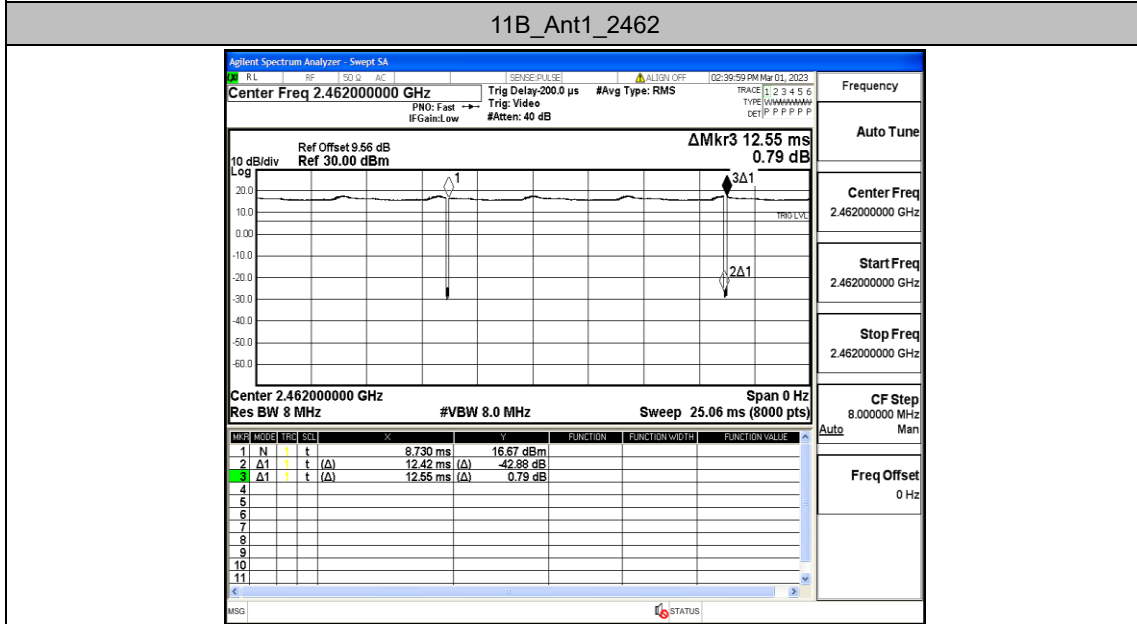 11B_Ant1_2462
Agilent Spectrum Analyzer - Swept SA
RL RF 50 Ω AC SENSE:PULSE ALIGN OFF 02:39:59 PM Mar 01, 2023
Center Freq 2.462000000 GHz Trig Delay-200.0 µs #Avg Type: RMS TRACE 1 2 3 4 5 6
PNO: Fast Trig: Video TYPE
IFGain:Low #Atten: 40 dB DET P P P P P P
Ref Offset 9.56 dB ΔMkr3 12.55 ms
10 dB/div Ref 30.00 dBm 0.79 dB
Log
1 3Δ1
20.0
10.0 TRIG LVL
0.00
-10.0
-20.0 2Δ1
-30.0
-40.0
-50.0
-60.0
Center 2.462000000 GHz Span 0 Hz
Res BW 8 MHz #VBW 8.0 MHz Sweep 25.06 ms (8000 pts)
MKR MODE TRC SCL X Y FUNCTION FUNCTION WIDTH FUNCTION VALUE
1 N 1 t 8.730 ms 16.67 dBm
2 Δ1 1 t (Δ) 12.42 ms (Δ) -42.88 dB
3 Δ1 1 t (Δ) 12.55 ms (Δ) 0.79 dB
4
5
6
7
8
9
10
11
MSG STATUS
Frequency
Auto Tune
Center Freq
2.462000000 GHz
Start Freq
2.462000000 GHz
Stop Freq
2.462000000 GHz
CF Step
8.000000 MHz
Auto Man
Freq Offset
0 Hz